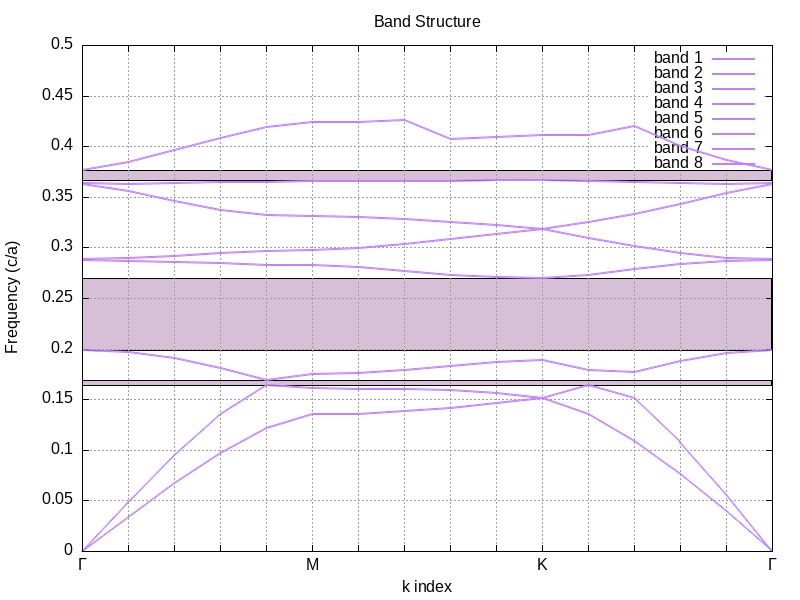 Band Structure
0.5
0.45
0.4
0.35
0.3
0.25
0.2
0.15
0.1
0.05
0
Frequency (c/a)
band 1
band 2
band 3
band 4
band 5
band 6
band 7
band 8
Γ M K Γ
k index